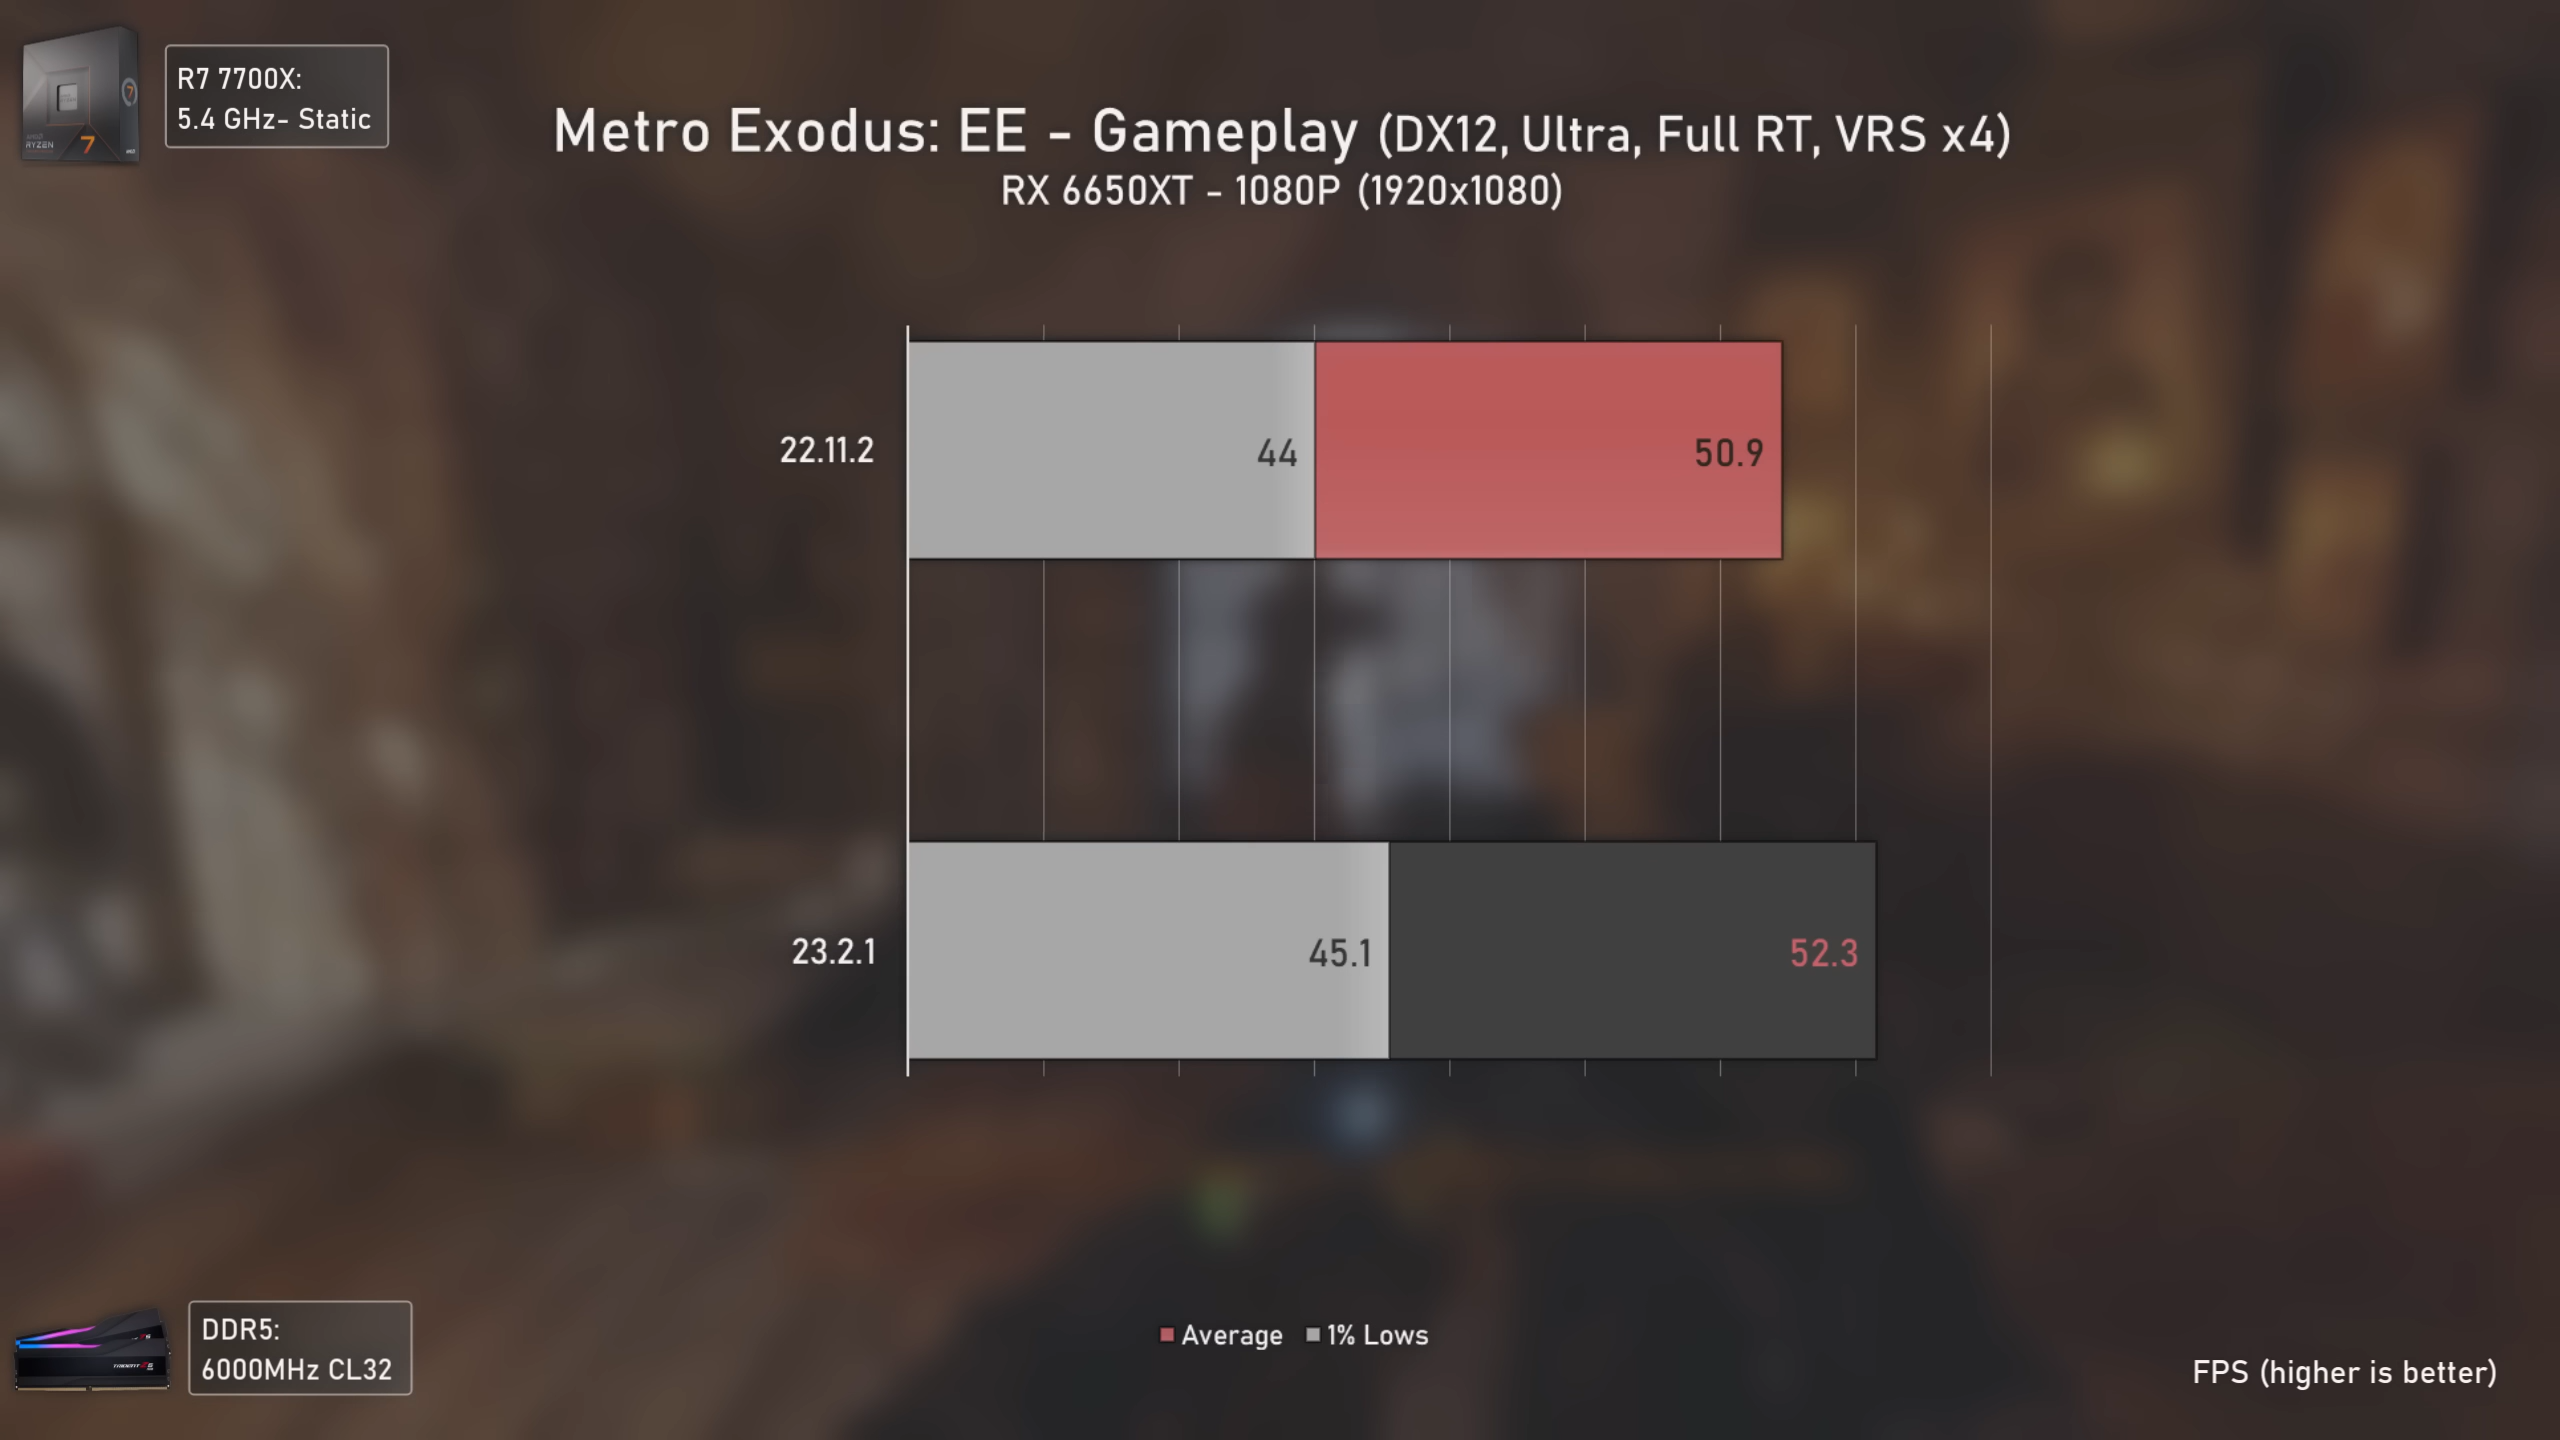 R7 7700X:
5.4 GHz- Static
RYZEN
7
Metro Exodus: EE - Gameplay (DX12, Ultra, Full RT, VRS x4)
RX 6650XT - 1080P (1920x1080)
22.11.2
44
50.9
23.2.1
45.1
52.3
DDR5:
6000MHz CL32
Average
1% Lows
FPS (higher is better)